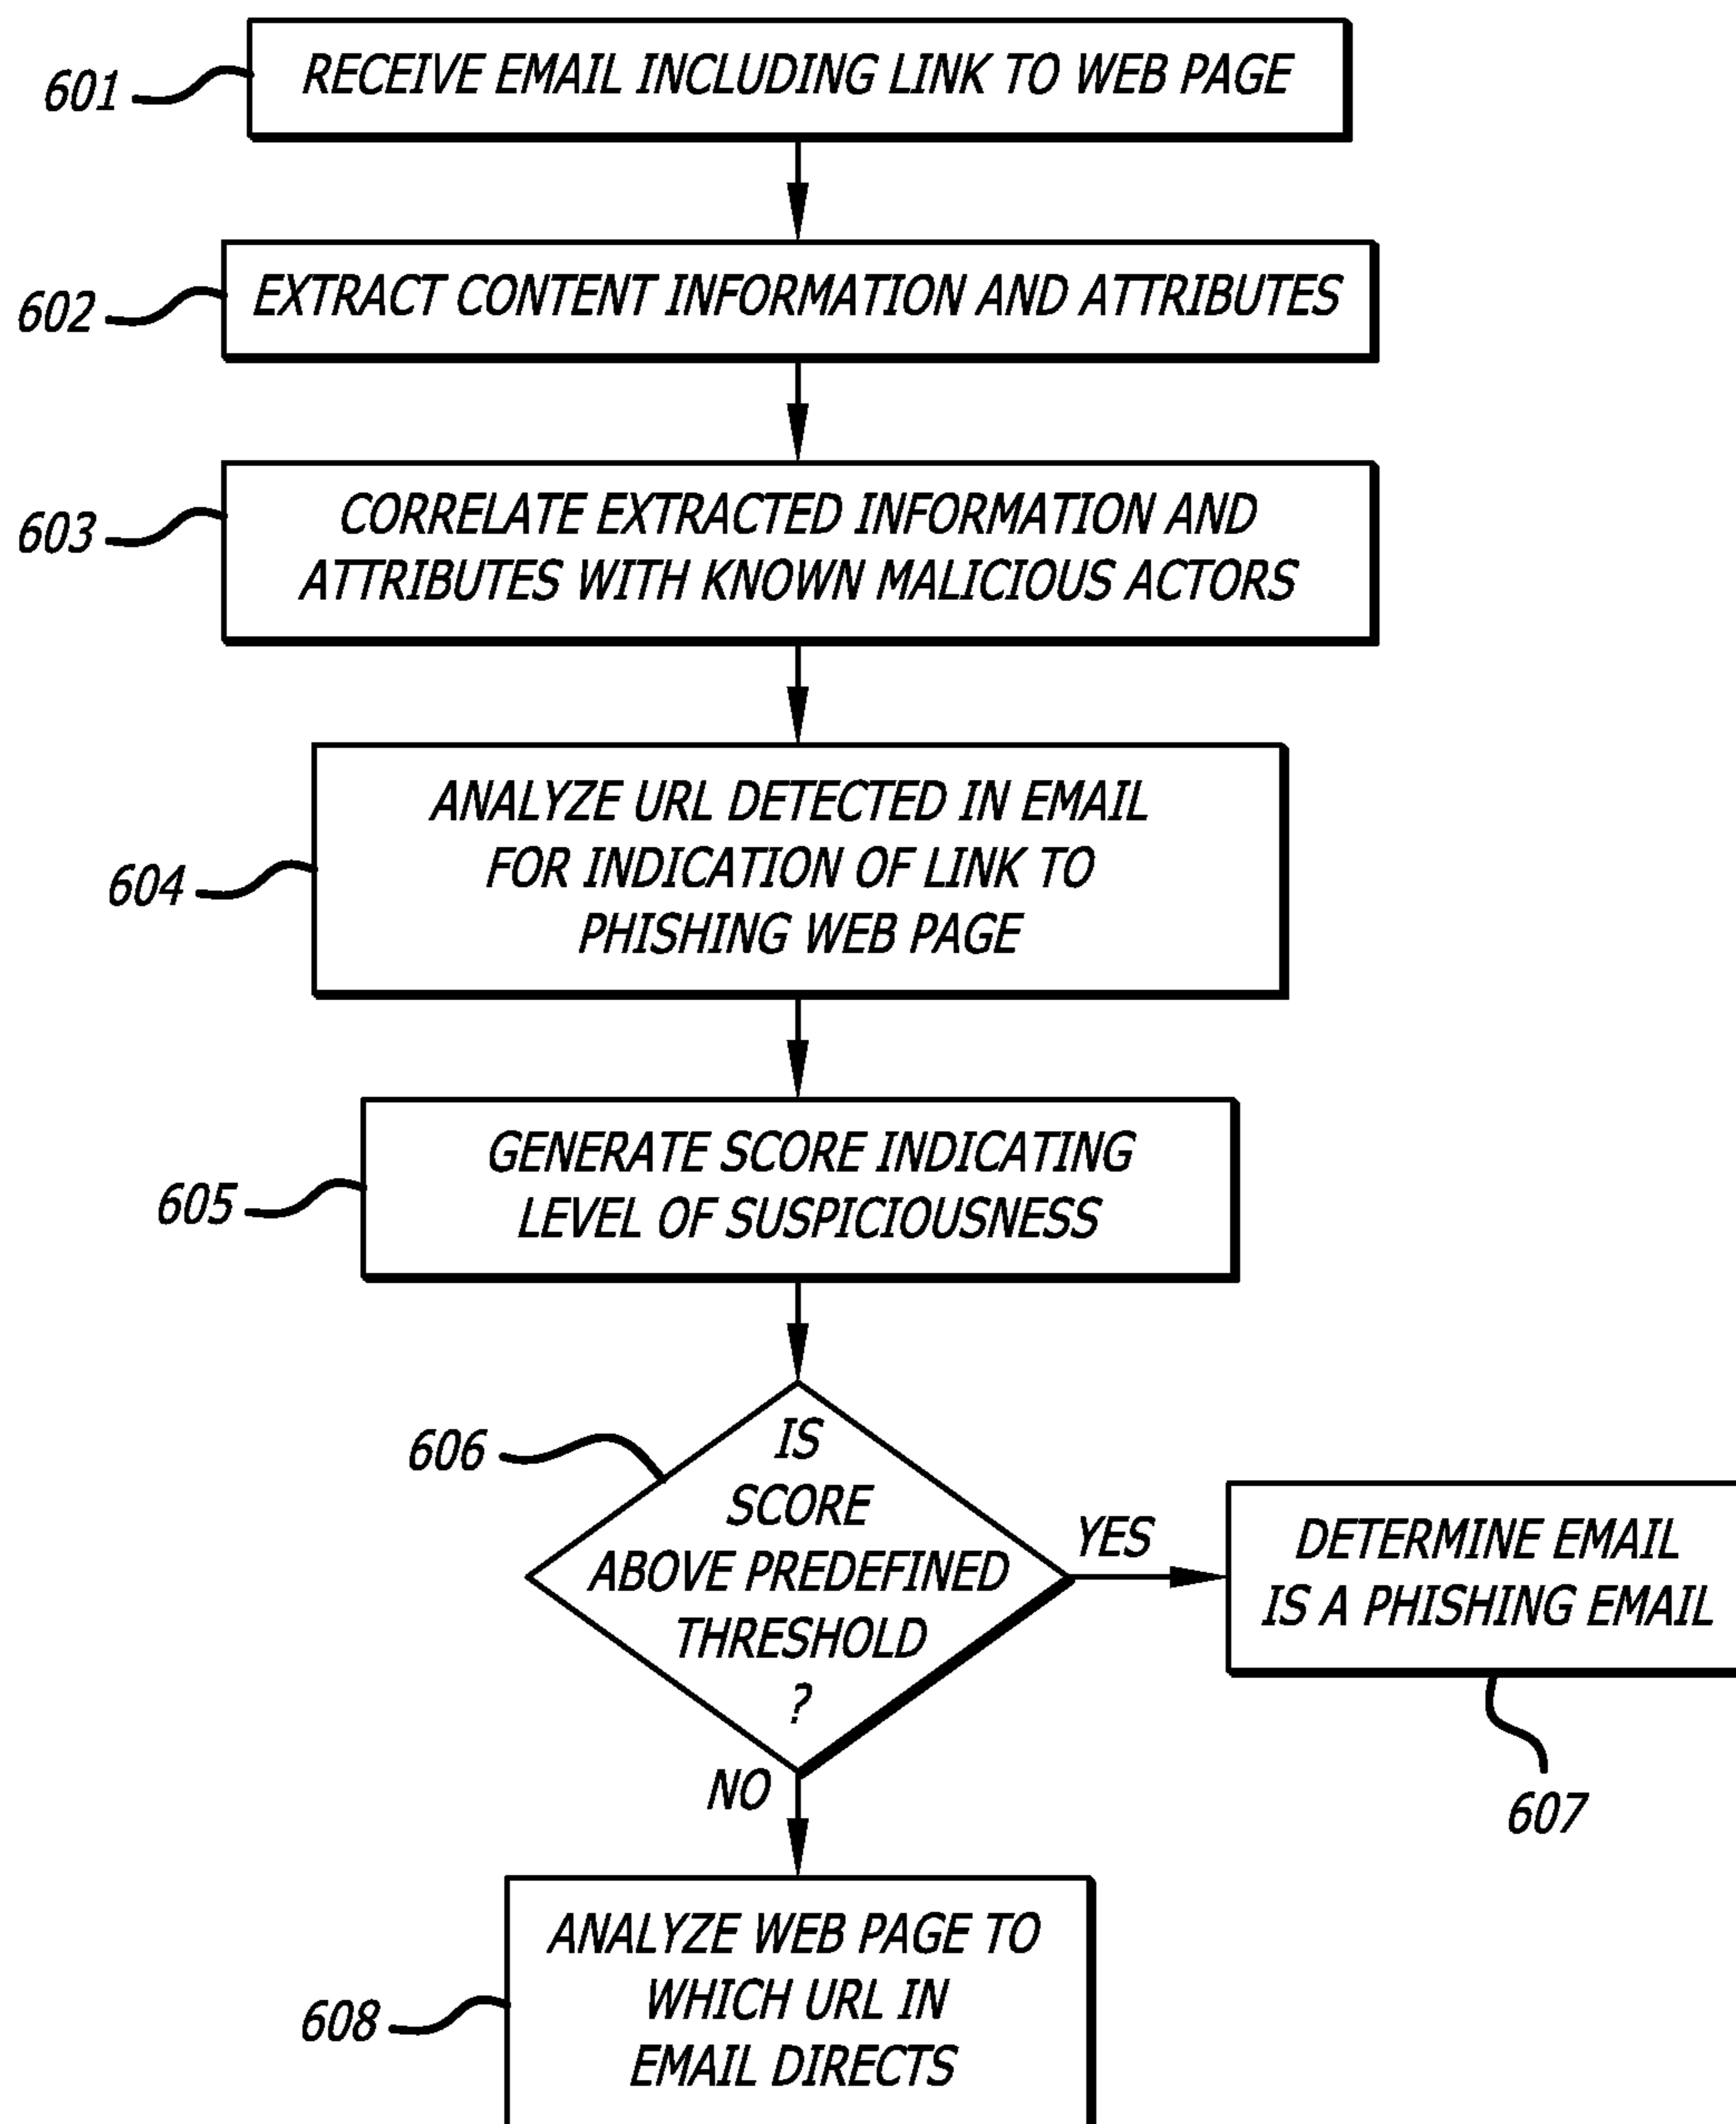 601
RECEIVE EMAIL INCLUDING LINK TO WEB PAGE
602
EXTRACT CONTENT INFORMATION AND ATTRIBUTES
603
CORRELATE EXTRACTED INFORMATION AND
ATTRIBUTES WITH KNOWN MALICIOUS ACTORS
604
ANALYZE URL DETECTED IN EMAIL
FOR INDICATION OF LINK TO
PHISHING WEB PAGE
605
GENERATE SCORE INDICATING
LEVEL OF SUSPICIOUSNESS
606
IS
SCORE
ABOVE PREDEFINED
THRESHOLD
?
YES
DETERMINE EMAIL
IS A PHISHING EMAIL
607
NO
608
ANALYZE WEB PAGE TO
WHICH URL IN
EMAIL DIRECTS